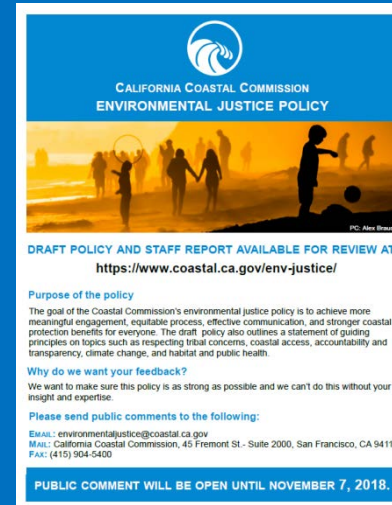 CALIFORNIA COASTAL COMMISSION
ENVIRONMENTAL JUSTICE POLICY
PC: Alex Brau
DRAFT POLICY AND STAFF REPORT AVAILABLE FOR REVIEW AT
https://www.coastal.ca.gov/env-justice/
Purpose of the policy
The goal of the Coastal Commission's environmental justice policy is to achieve more
meaningful engagement, equitable process, effective communication, and stronger coastal
protection benefits for everyone. The draft policy also outlines a statement of guiding
principles on topics such as respecting tribal concerns, coastal access, accountability and
transparency, climate change, and habitat and public health.
Why do we want your feedback?
We want to make sure this policy is as strong as possible and we can't do this without your
insight and expertise.
Please send public comments to the following:
EMAIL: environmentaljustice@coastal.ca.gov
MAIL: California Coastal Commission, 45 Fremont St.- Suite 2000, San Francisco, CA 9411
FAX: (415) 904-5400
PUBLIC COMMENT WILL BE OPEN UNTIL NOVEMBER 7, 2018.